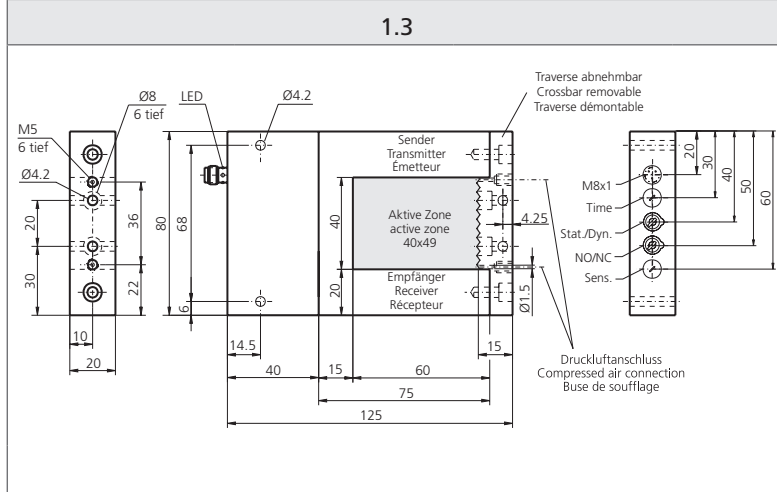 1.3
Traverse abnehmbar
Crossbar removable
Traverse démontable
Ø8
6 tief
LED
Ø4.2
M5
6 tief
Ø4.2
Sender
Transmitter
Émetteur
Aktive Zone
active zone
40x49
Empfänger
Receiver
Récepteur
20
30
36
22
10
20
80
68
6
40
20
4.25
Ø1.5
14.5
15
40
15
60
75
125
Druckluftanschluss
Compressed air connection
Buse de soufflage
M8x1
Time
Stat./Dyn.
NO/NC
Sens.
20
30
40
50
60